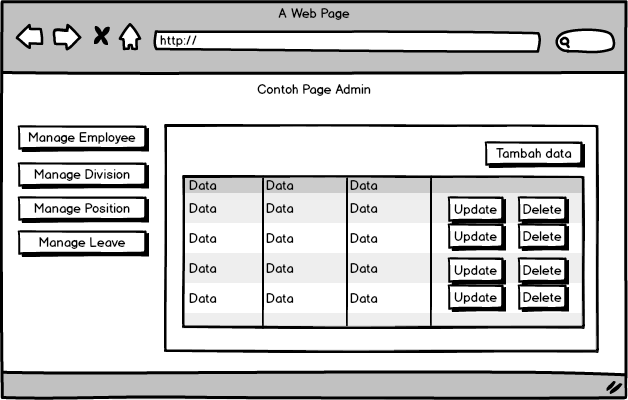 A Web Page
http://
Contoh Page Admin
Manage Employee
Manage Division
Manage Position
Manage Leave
Tambah data
Data Data Data
Data Data Data Update Delete
Data Data Data Update Delete
Data Data Data Update Delete
Data Data Data Update Delete